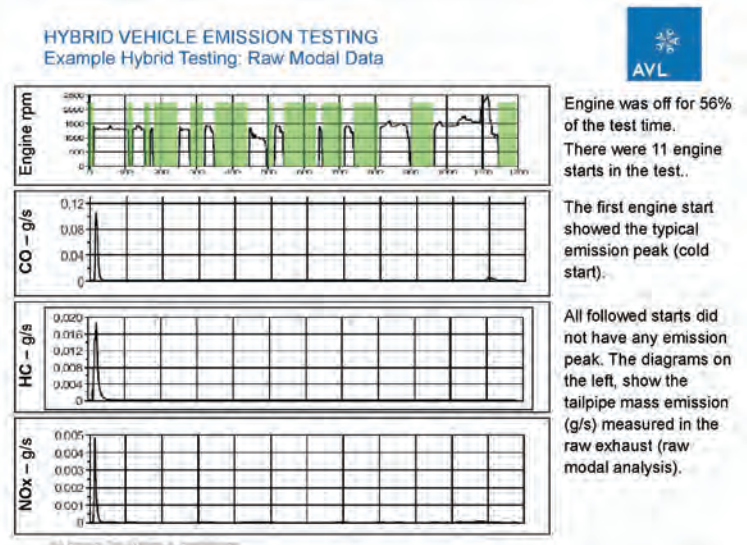 HYBRID VEHICLE EMISSION TESTING
Example Hybrid Testing: Raw Modal Data
AVL
Engine rpm
0
Engine was off for 56%
of the test time.
There were 11 engine
starts in the test..
CO – g/s
0.12
0.08
0.04
0
The first engine start
showed the typical
emission peak (cold
start).
HC – g/s
0.020
0.016
0.012
0.008
0.004
0
All followed starts did
not have any emission
peak. The diagrams on
the left, show the
tailpipe mass emission
(g/s) measured in the
raw exhaust (raw
modal analysis).
NOx – g/s
0.005
0.004
0.003
0.002
0.001
0